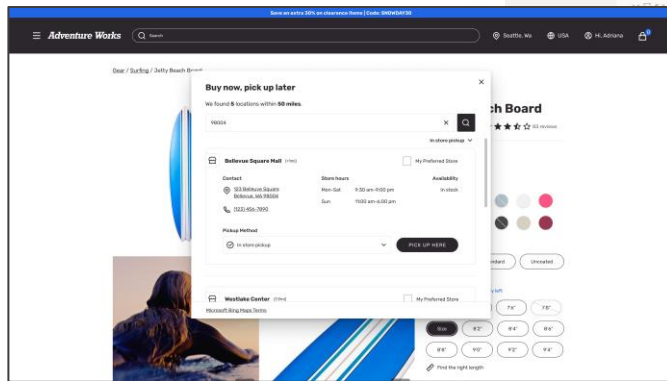 Save an extra 30% on clearance items | Code: SNOWDAY30
Adventure Works
Search
Seattle, Wa
USA
Hi, Adriana
0
Gear / Surfing / Jetty Beach Board
Buy now, pick up later
We found 5 locations within 50 miles.
98004
In store pickup
Bellevue Square Mall
My Preferred Store
Contact
Store hours
Availability
123 Bellevue Square
Bellevue, WA 98004
Mon-Sat
9:30 am-9:00 pm
In stock
(123) 456-7890
Sun
11:00 am-6:00 pm
Pickup Method
In store pickup
PICK UP HERE
Westlake Center
My Preferred Store
Microsoft Bing Maps Terms
ch Board
reviews
Uncoated
left
7'6"
7'8"
Size
8'2"
8'4"
8'6"
8'8"
9'0"
9'2"
9'4"
Find the right length